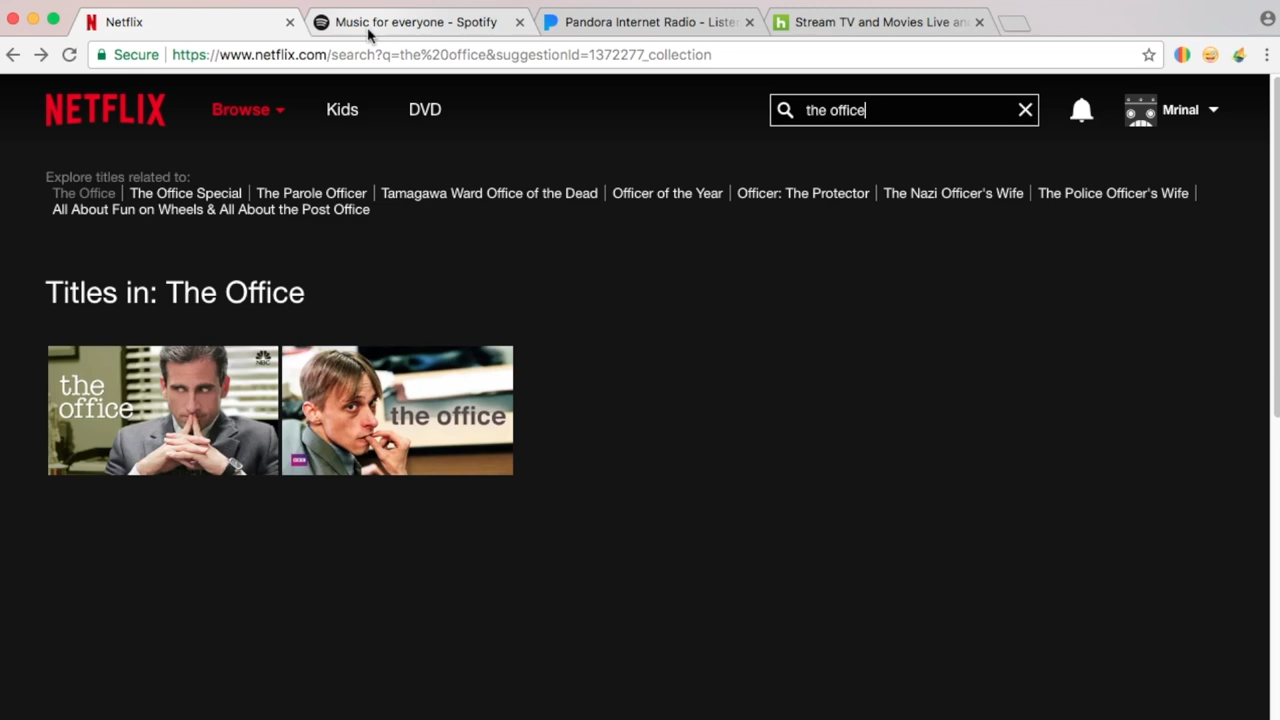 Netflix
Music for everyone - Spotify
Pandora Internet Radio - Liste
Stream TV and Movies Live an
Secure
https://www.netflix.com/search?q=the%20office&suggestionId=1372277_collection
NETFLIX
Browse
Kids
DVD
the office
Mrinal
Explore titles related to:
The Office | The Office Special | The Parole Officer | Tamagawa Ward Office of the Dead | Officer of the Year | Officer: The Protector | The Nazi Officer's Wife | The Police Officer's Wife |
All About Fun on Wheels & All About the Post Office
Titles in: The Office
the
office
NBC
the office
BBC